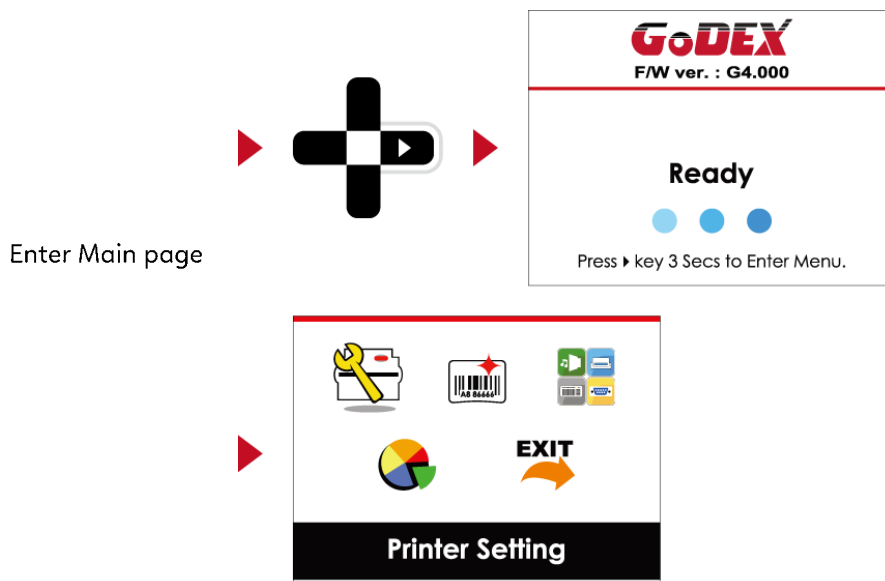 GoDEX
F/W ver. : G4.000
Ready
Press ▸ key 3 Secs to Enter Menu.
Enter Main page
AB 86666
EXIT
Printer Setting